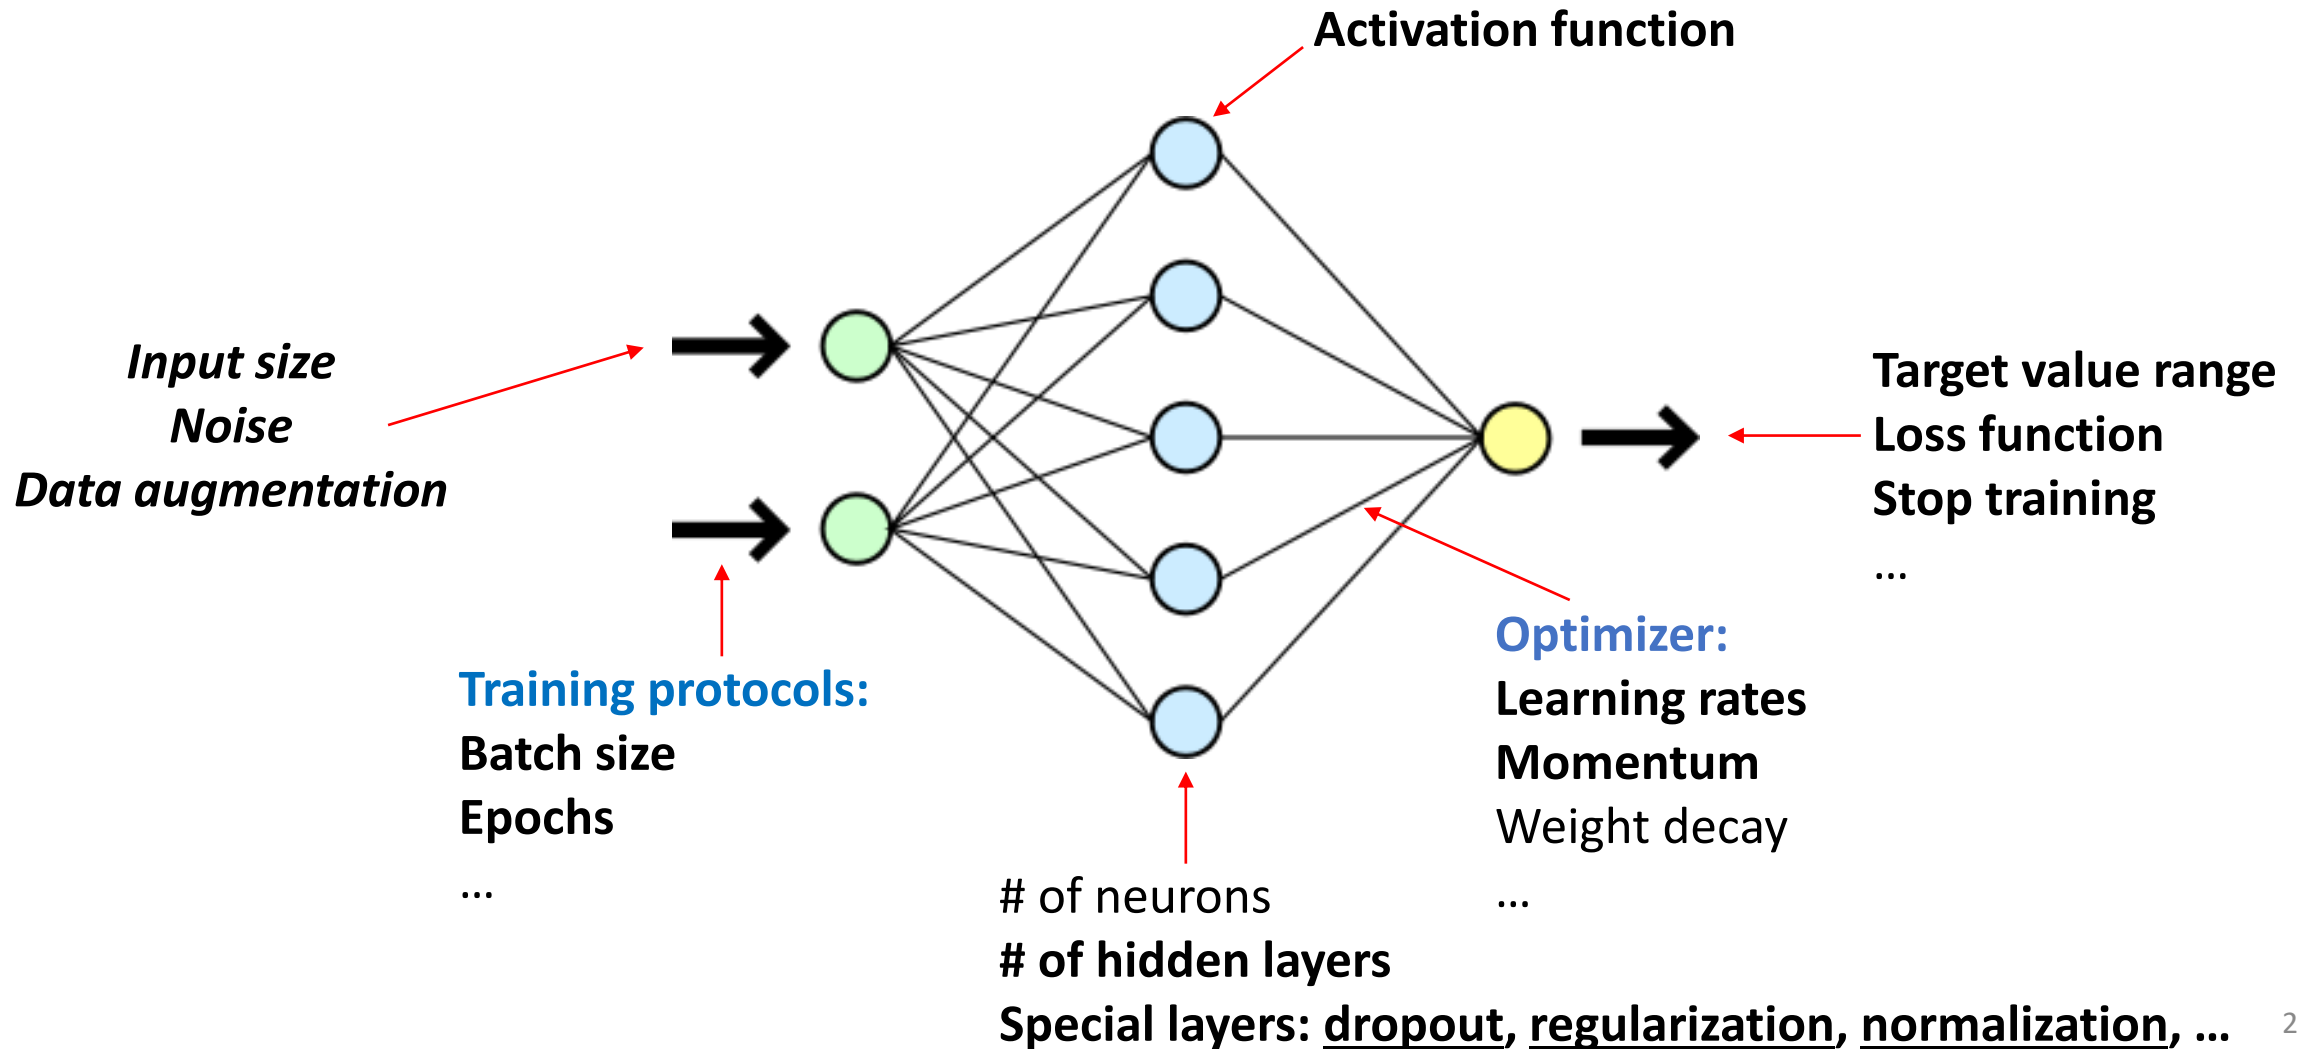 Activation function
Input size
Noise
Data augmentation
Target value range
Loss function
Stop training
...
Training protocols:
Batch size
Epochs
...
Optimizer:
Learning rates
Momentum
Weight decay
...
# of neurons
# of hidden layers
Special layers: dropout, regularization, normalization, ...
2